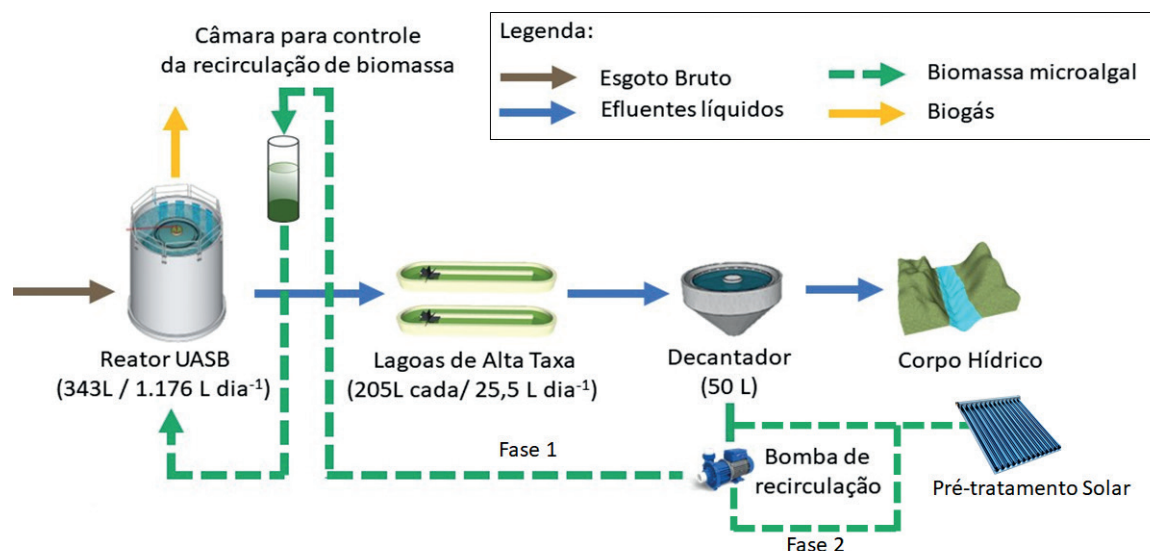 Câmara para controle
da recirculação de biomassa
Legenda:
Esgoto Bruto
Efluentes líquidos
Biomassa microalgal
Biogás
Reator UASB
(343L / 1.176 L dia⁻¹)
Lagoas de Alta Taxa
(205L cada/ 25,5 L dia⁻¹)
Decantador
(50 L)
Corpo Hídrico
Fase 1
Bomba de
recirculação
Pré-tratamento Solar
Fase 2